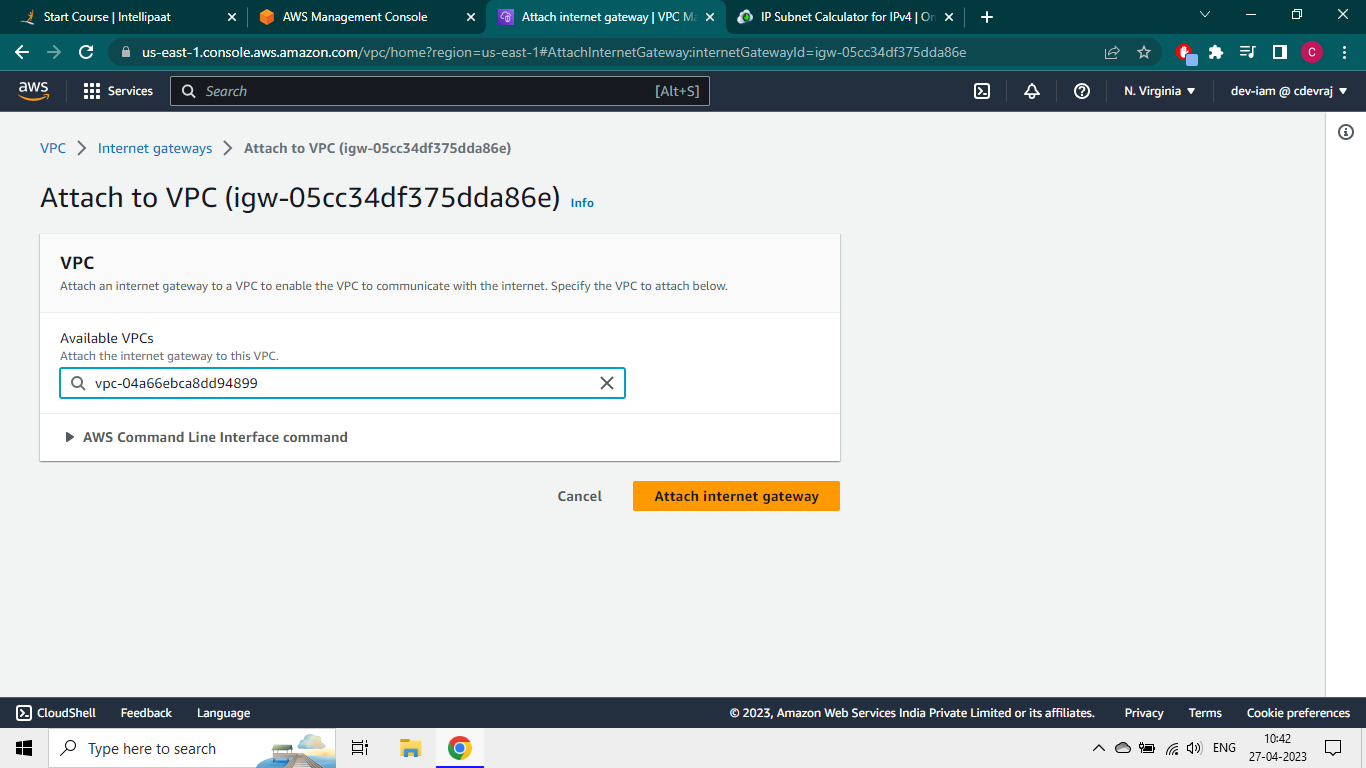 Start Course | Intellipaat
AWS Management Console
Attach internet gateway | VPC M
IP Subnet Calculator for IPv4 | On
us-east-1.console.aws.amazon.com/vpc/home?region=us-east-1#AttachInternetGateway:internetGatewayId=igw-05cc34df375dda86e
C
aws
Services
Search
[Alt+S]
N. Virginia
dev-iam @ cdevraj
VPC
Internet gateways
Attach to VPC (igw-05cc34df375dda86e)
Attach to VPC (igw-05cc34df375dda86e) Info
VPC
Attach an internet gateway to a VPC to enable the VPC to communicate with the internet. Specify the VPC to attach below.
Available VPCs
Attach the internet gateway to this VPC.
vpc-04a66ebca8dd94899
AWS Command Line Interface command
Cancel
Attach internet gateway
CloudShell
Feedback
Language
© 2023, Amazon Web Services India Private Limited or its affiliates.
Privacy
Terms
Cookie preferences
Type here to search
ENG
10:42
27-04-2023